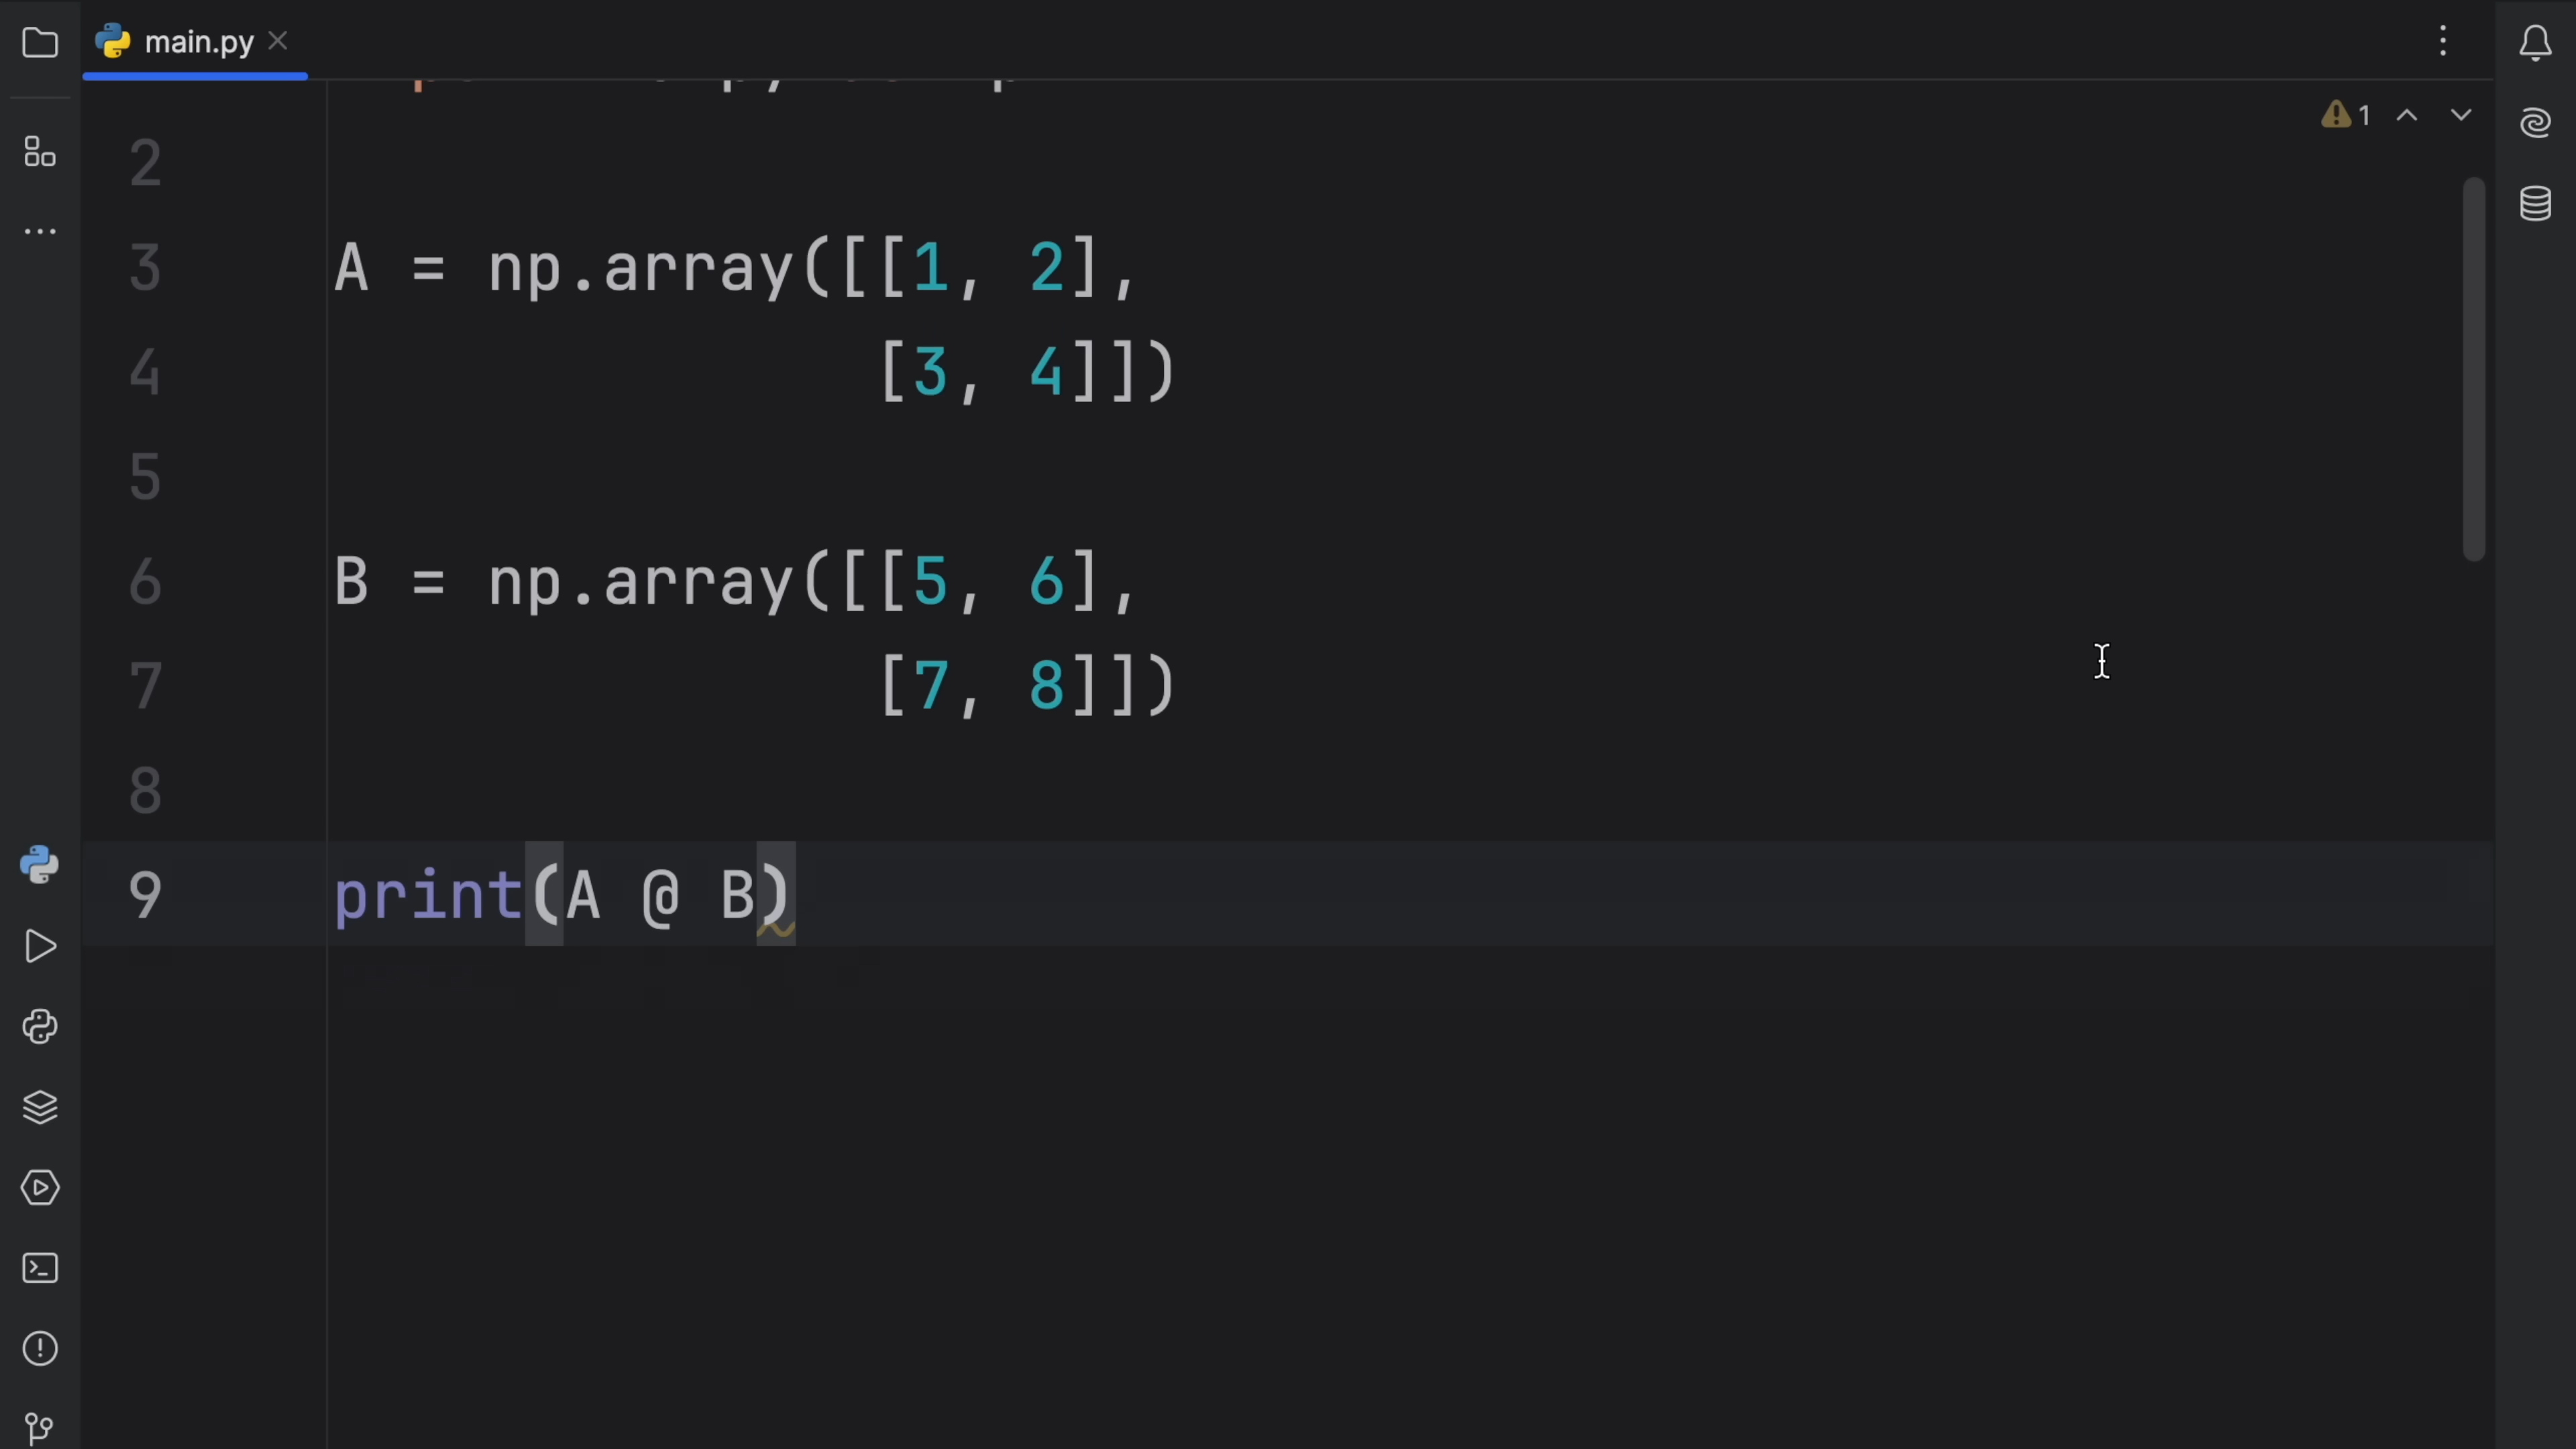 main.py
1
2
3 A = np.array([[1, 2],
4 [3, 4]])
5
6 B = np.array([[5, 6],
7 [7, 8]])
8
9 print(A @ B)